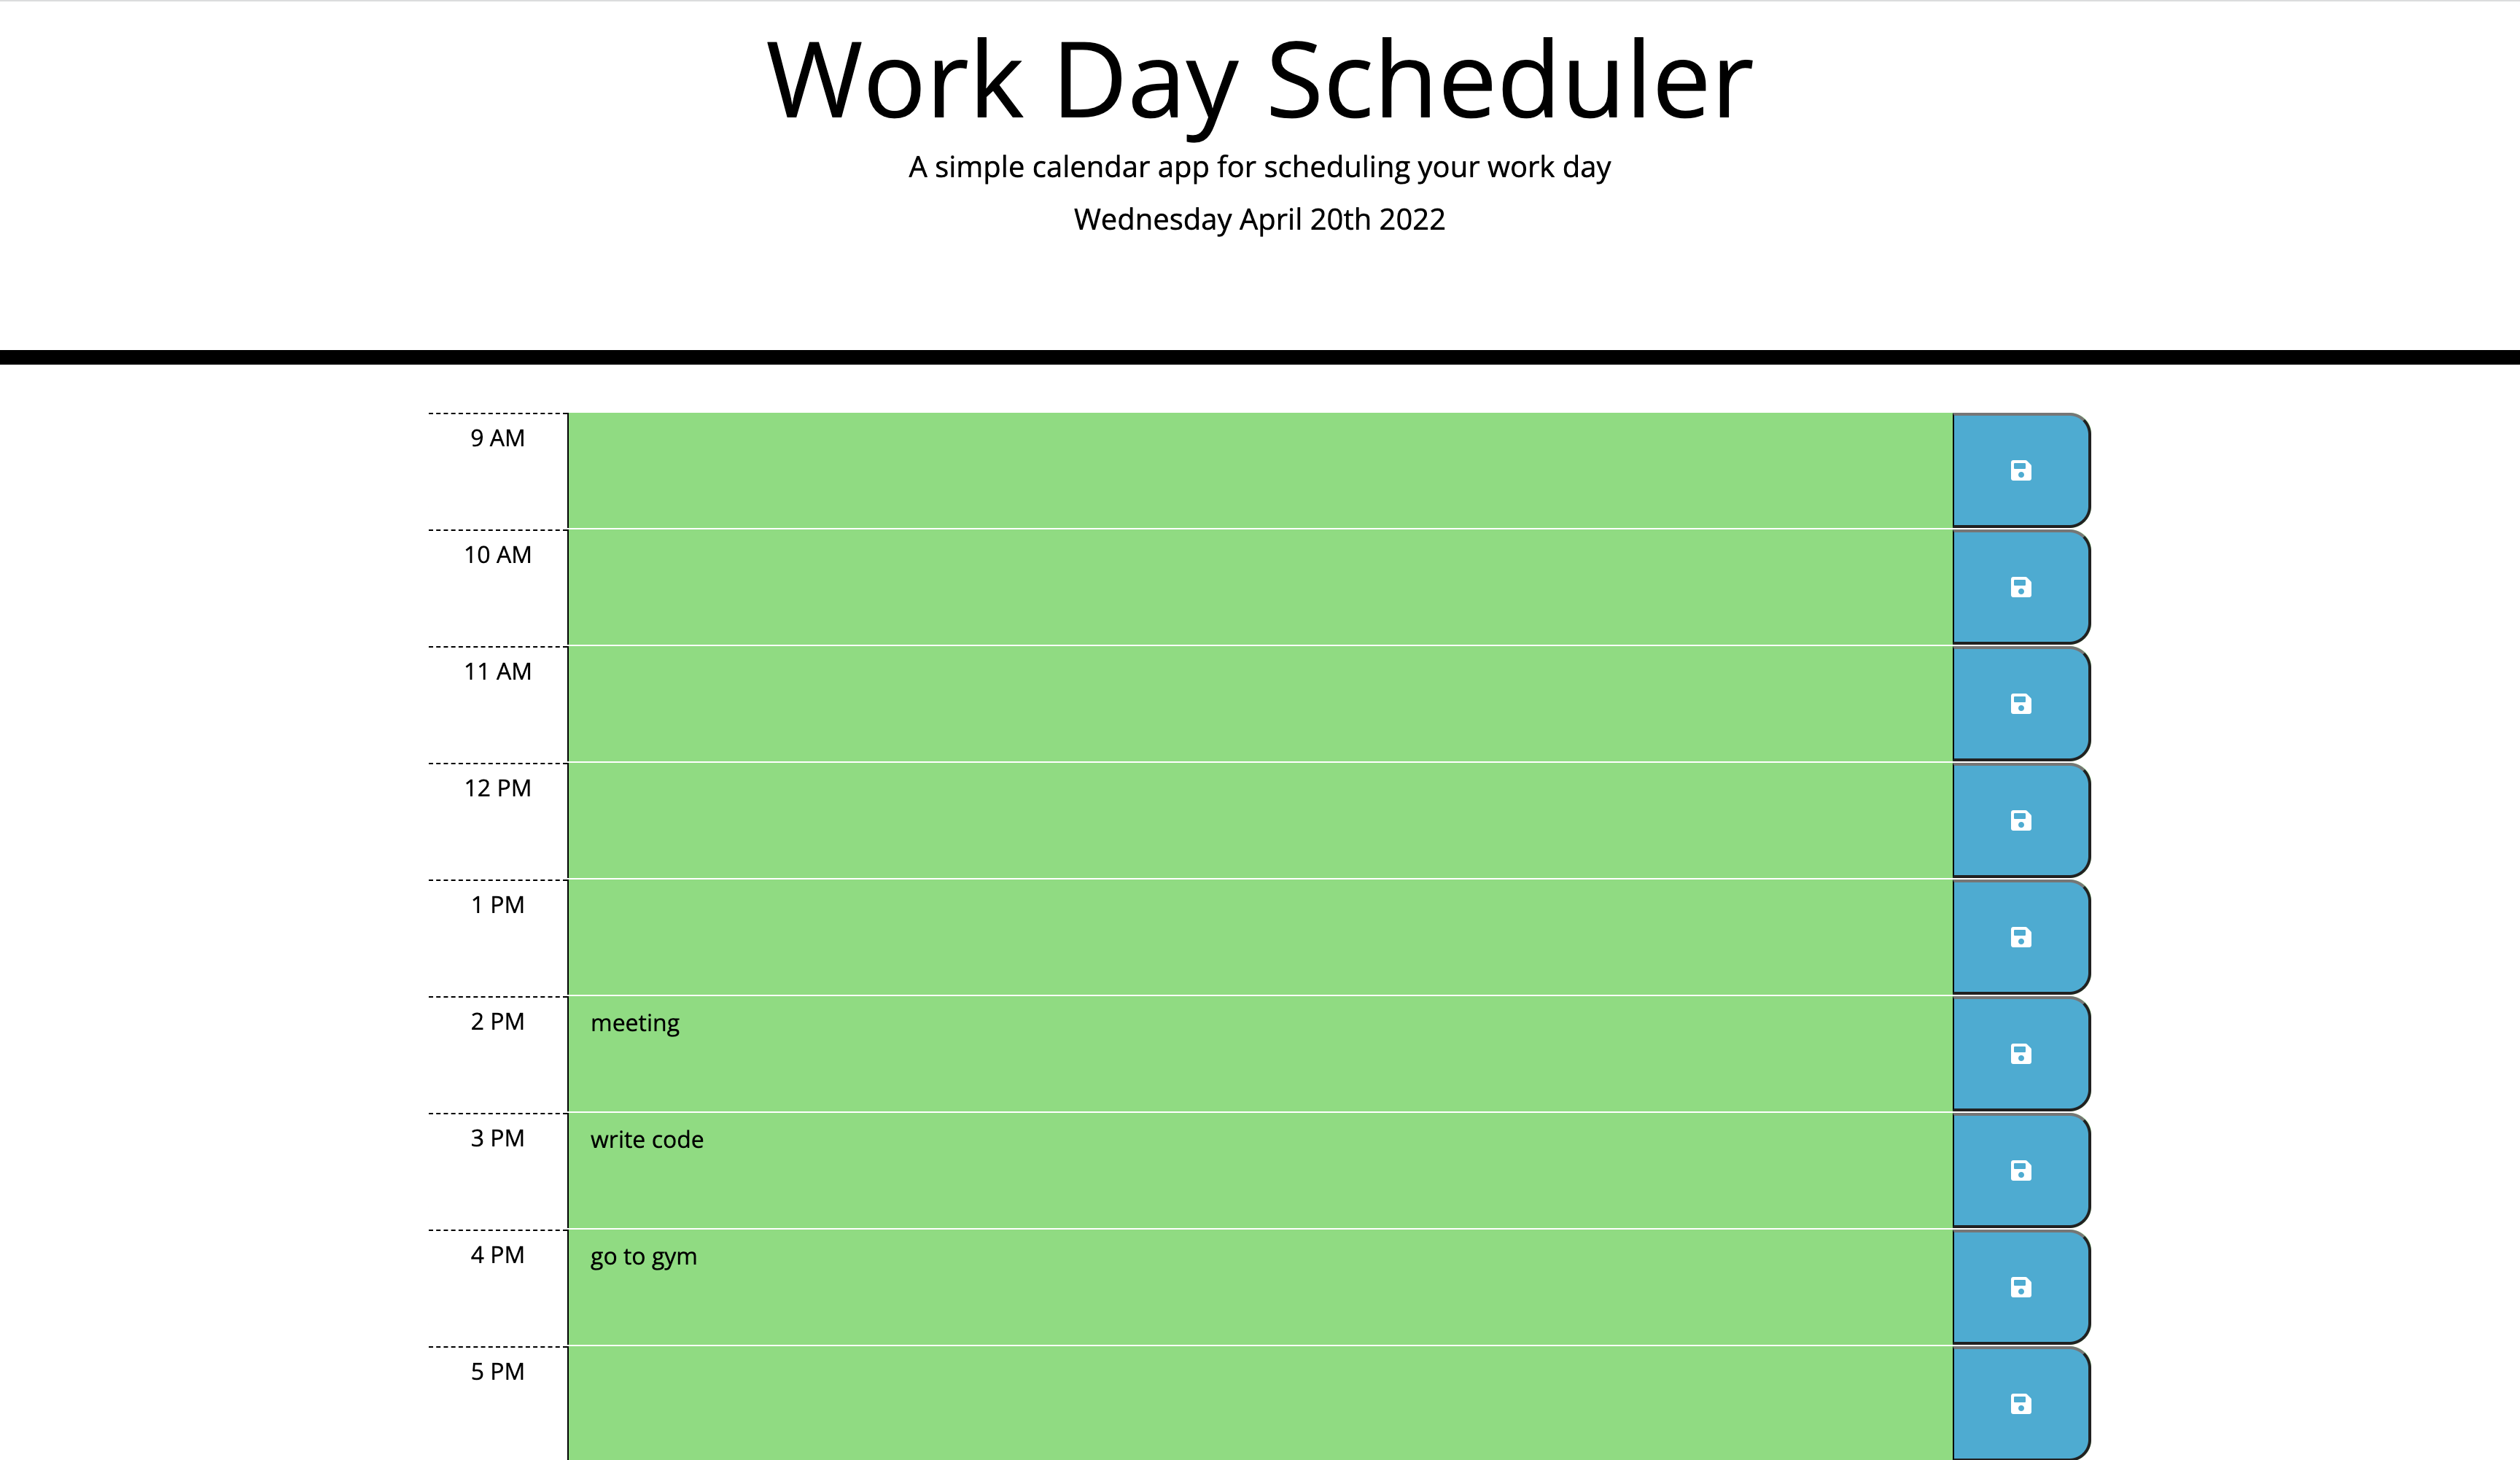 Work Day Scheduler
A simple calendar app for scheduling your work day
Wednesday April 20th 2022
9 AM
10 AM
11 AM
12 PM
1 PM
2 PM meeting
3 PM write code
4 PM go to gym
5 PM